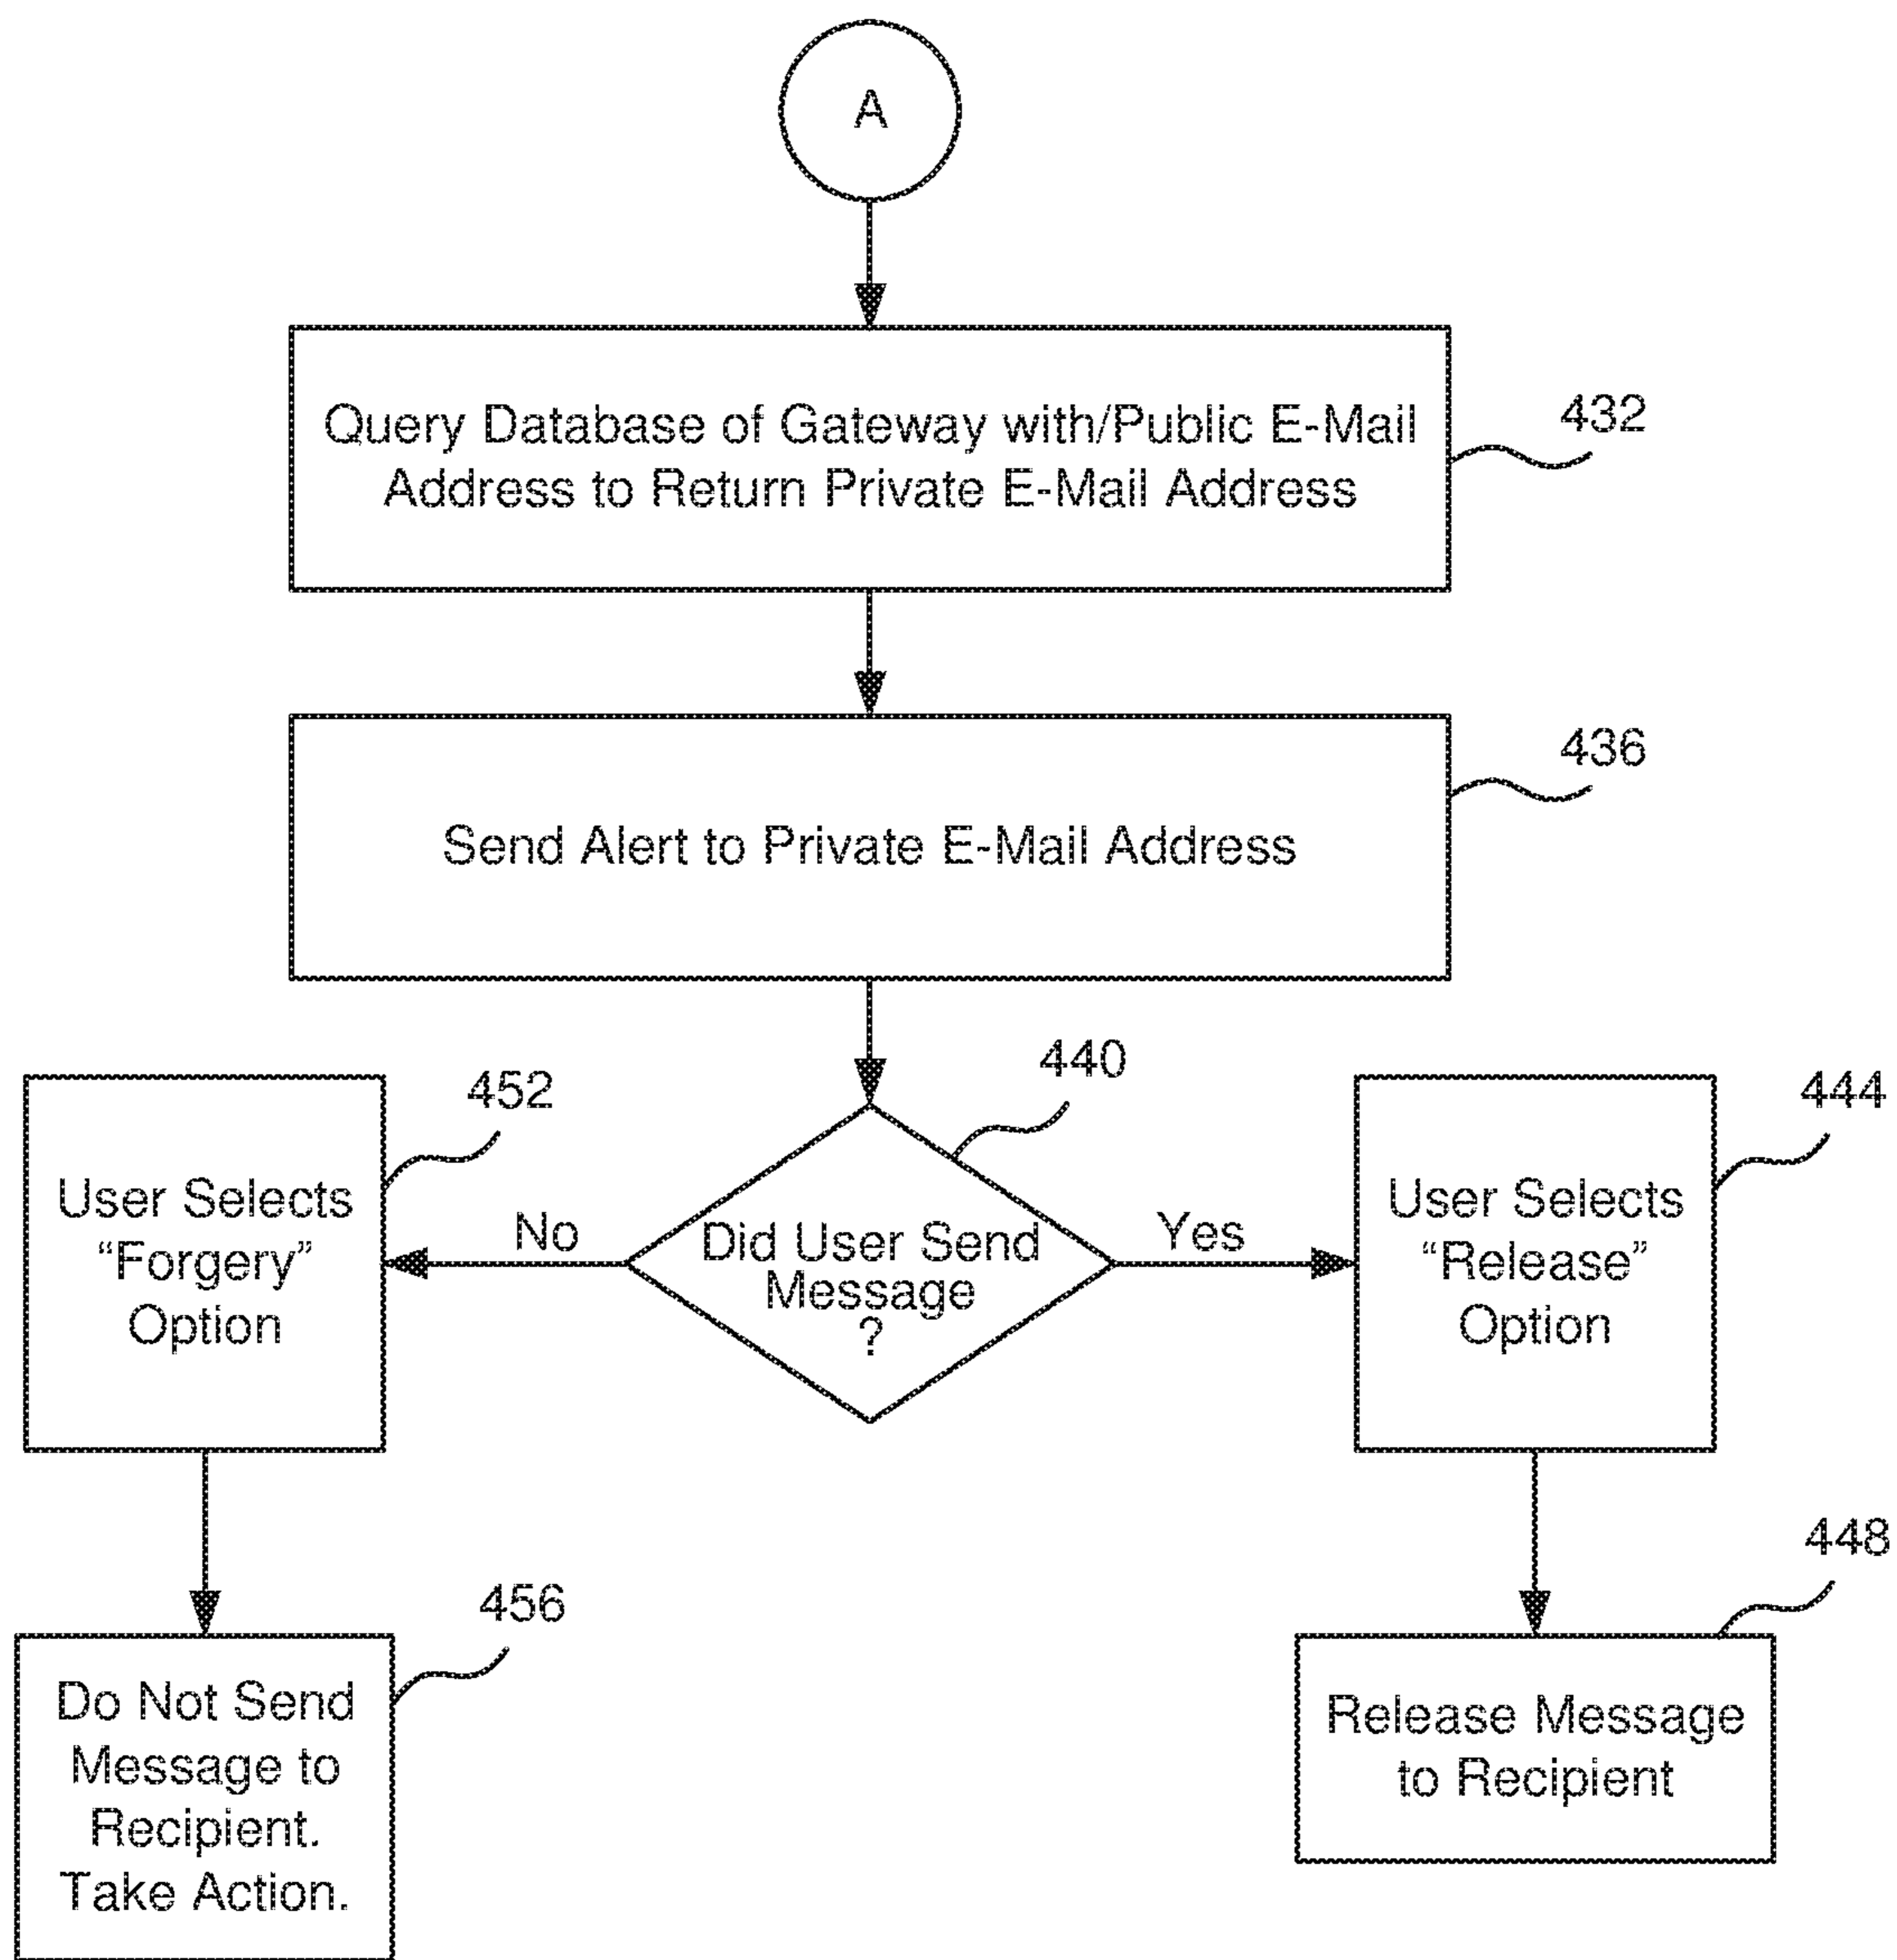 A
Query Database of Gateway with/Public E-Mail
Address to Return Private E-Mail Address
432
Send Alert to Private E-Mail Address
436
440
Did User Send
Message
?
No
Yes
452
User Selects
“Forgery”
Option
444
User Selects
“Release”
Option
456
Do Not Send
Message to
Recipient.
Take Action.
448
Release Message
to Recipient